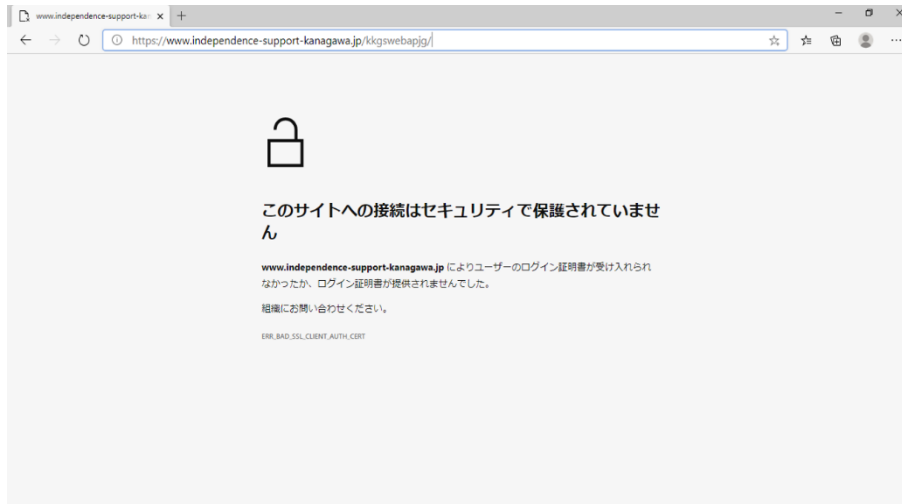 www.independence-support-kan
https://www.independence-support-kanagawa.jp/kkgswebapjg/
このサイトへの接続はセキュリティで保護されていませ
ん
www.independence-support-kanagawa.jp によりユーザーのログイン証明書が受け入れられ
なかったか、ログイン証明書が提供されませんでした。
組織にお問い合わせください。
ERR_BAD_SSL_CLIENT_AUTH_CERT